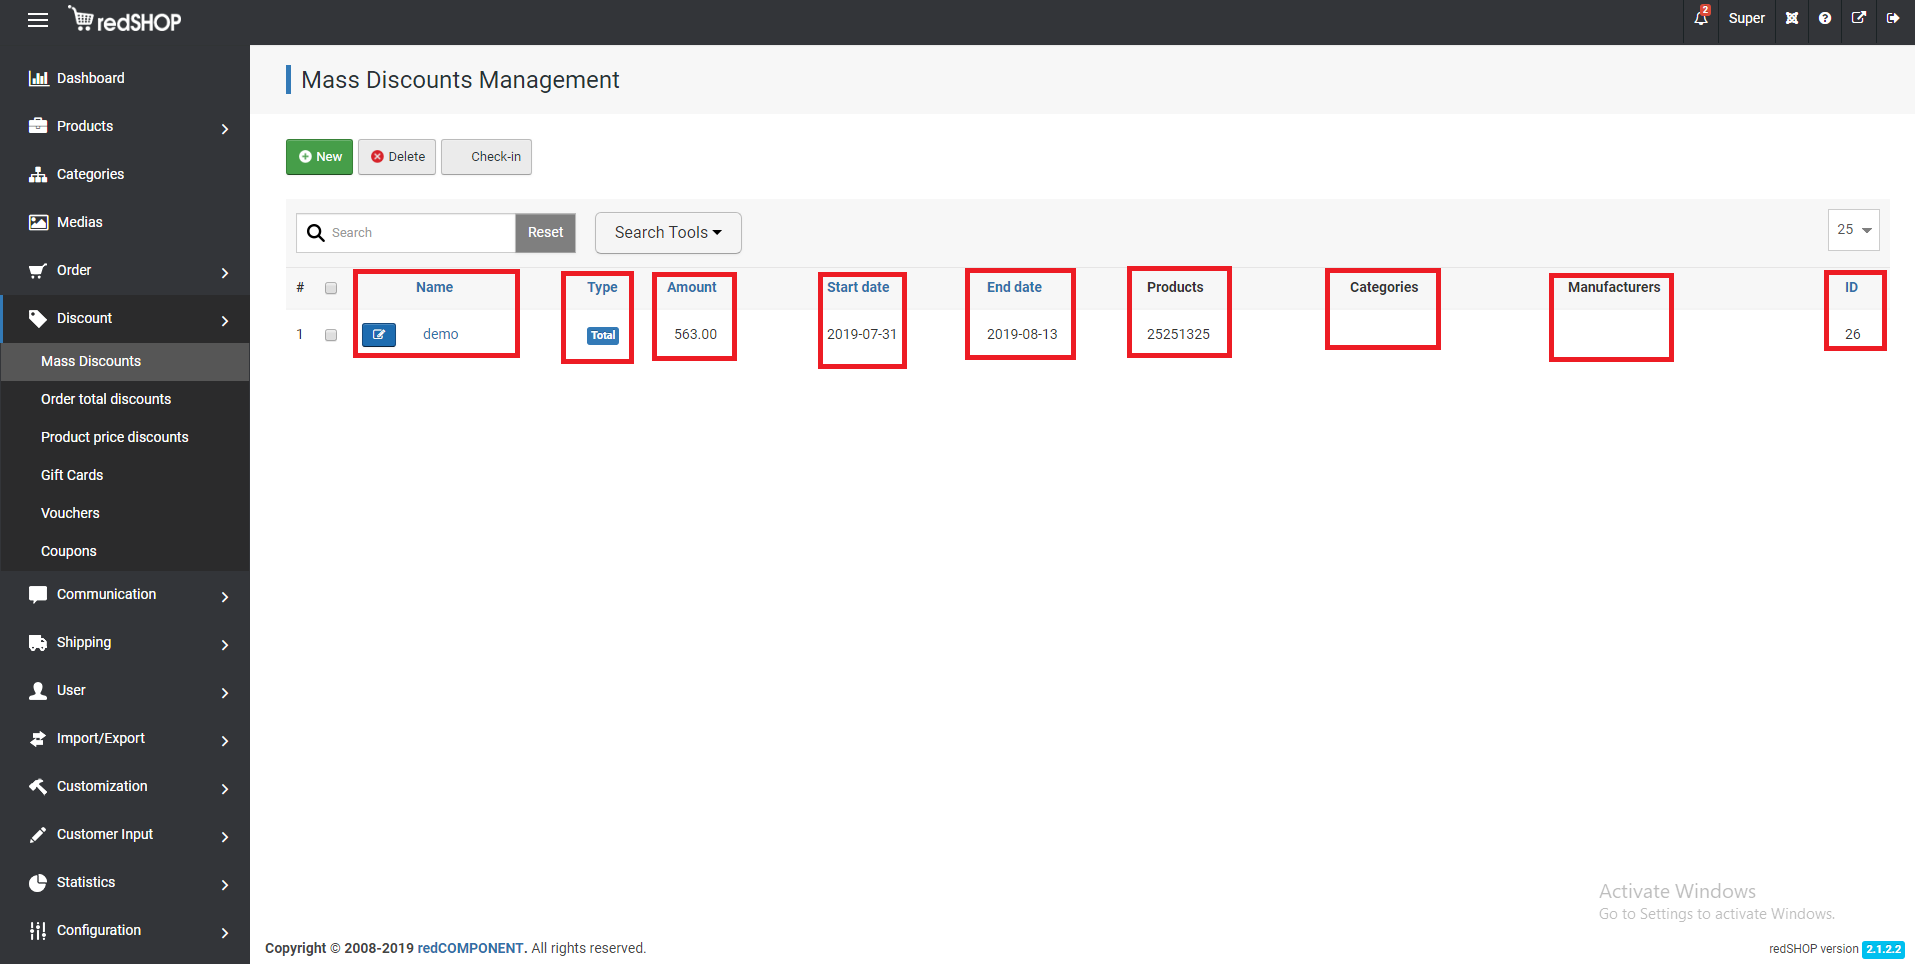 redSHOP
2
Super
Dashboard
Products
Categories
Medias
Order
Discount
Mass Discounts
Order total discounts
Product price discounts
Gift Cards
Vouchers
Coupons
Communication
Shipping
User
Import/Export
Customization
Customer Input
Statistics
Configuration
Mass Discounts Management
New Delete Check-in
Search Reset Search Tools 25
# Name Type Amount Start date End date Products Categories Manufacturers ID
1 demo Total 563.00 2019-07-31 2019-08-13 25251325 26
Activate Windows
Go to Settings to activate Windows.
Copyright © 2008-2019 redCOMPONENT. All rights reserved.
redSHOP version 2.1.2.2